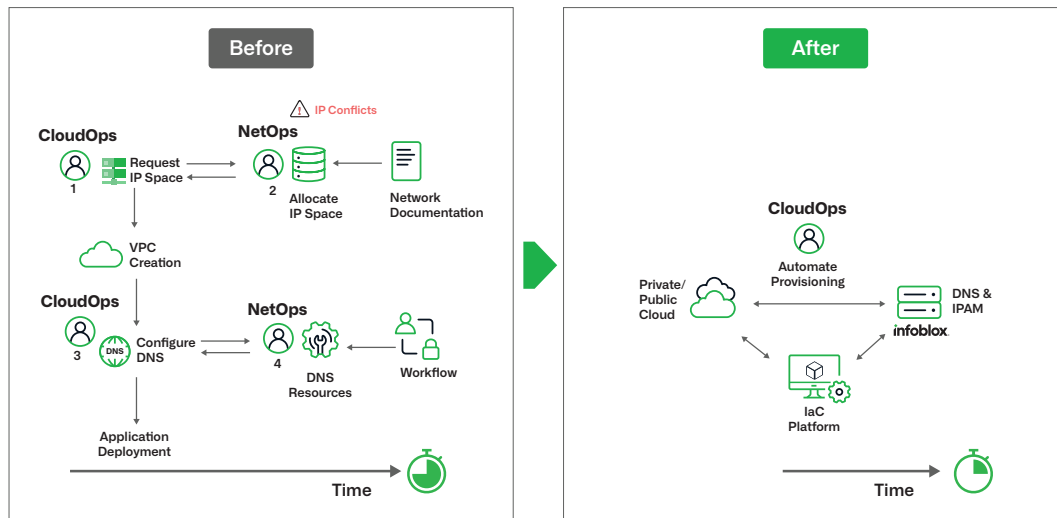 Before
IP Conflicts
CloudOps
1
Request
IP Space
NetOps
2
Allocate
IP Space
Network
Documentation
VPC
Creation
CloudOps
3
DNS
Configure
DNS
NetOps
4
DNS
Resources
Workflow
Application
Deployment
Time
After
CloudOps
Automate
Provisioning
Private/
Public
Cloud
DNS &
IPAM
infoblox.
IaC
Platform
Time